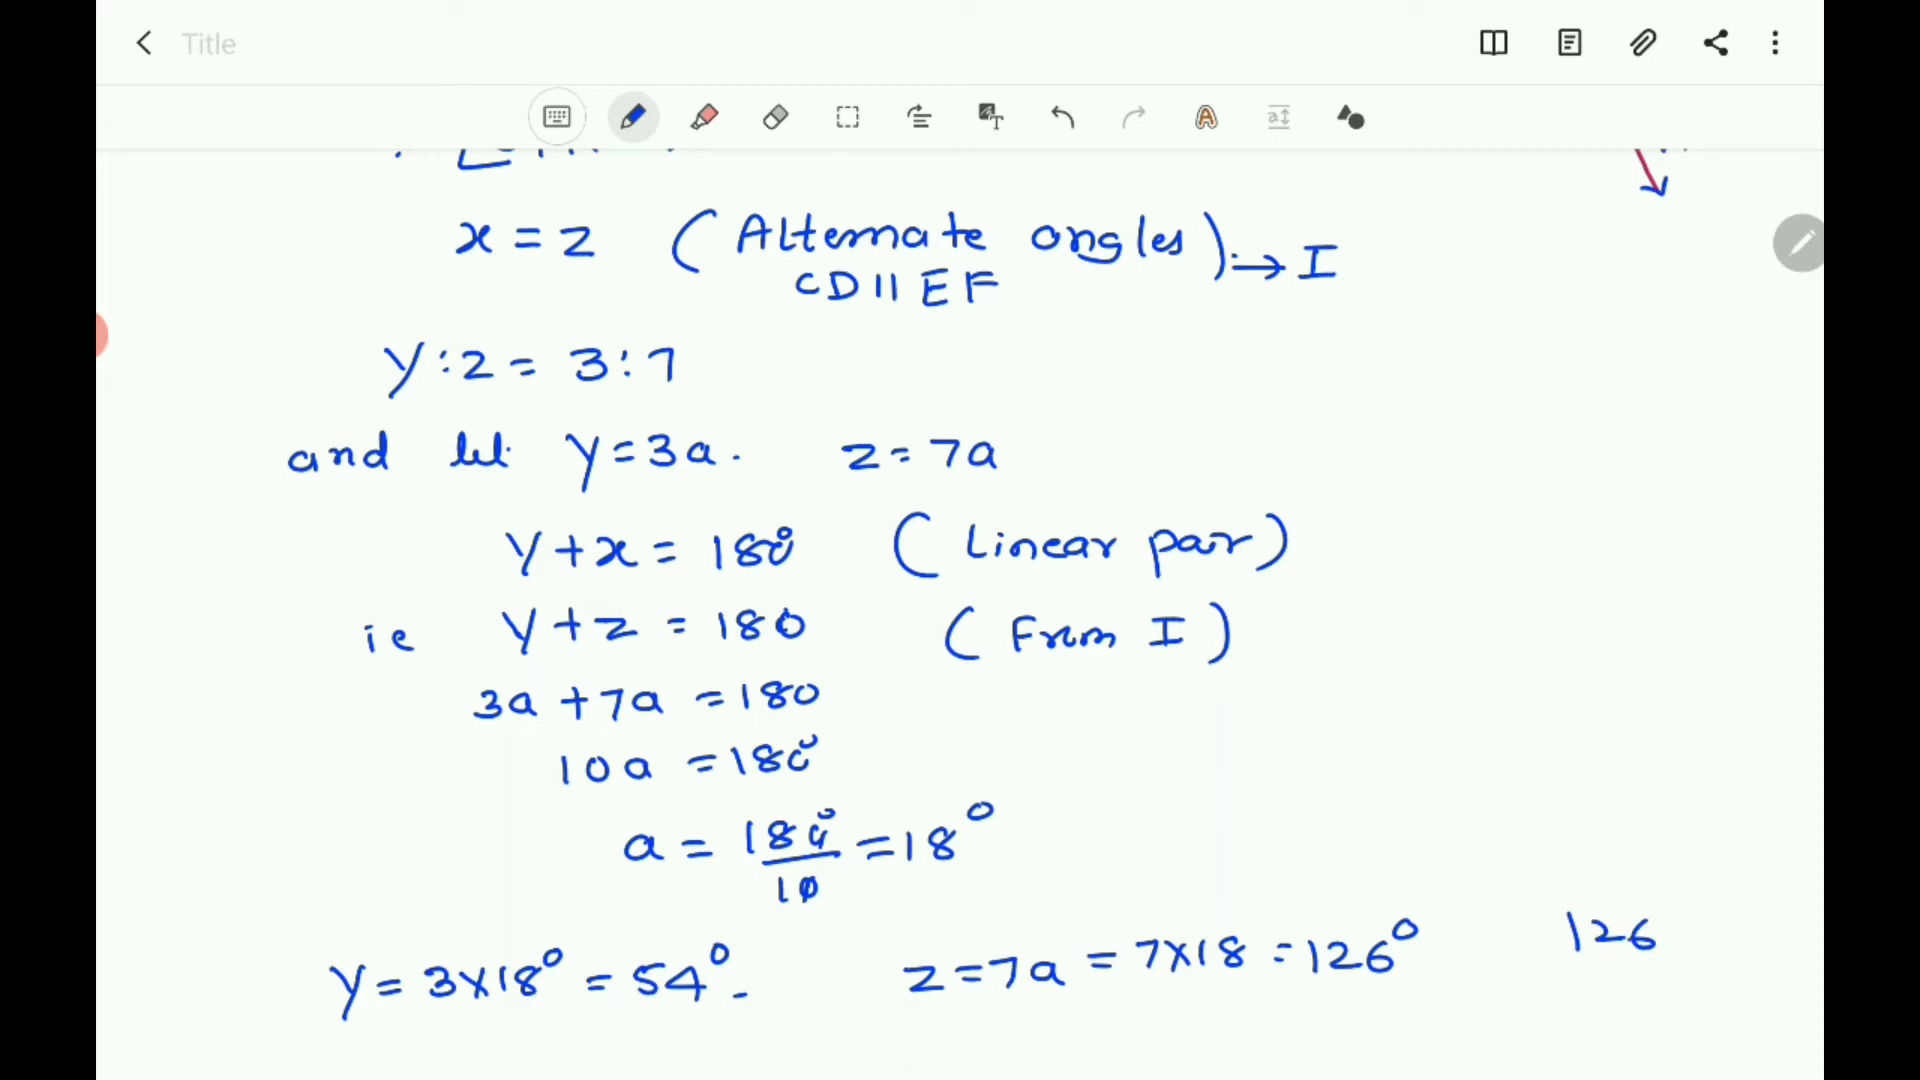 Title
x = z (Alternate angles) → I
CD || EF
y : z = 3 : 7
and let y = 3a. z = 7a
y + x = 180° (Linear pair)
ie y + z = 180 (From I)
3a + 7a = 180
10a = 180°
a = 180°/10 = 18°
y = 3×18° = 54°. z = 7a = 7×18 = 126° 126